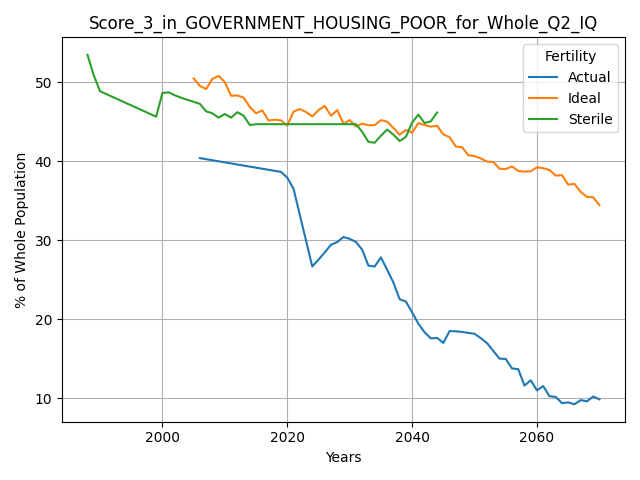 Score_3_in_GOVERNMENT_HOUSING_POOR_for_Whole_Q2_IQ
Fertility
Actual
Ideal
Sterile
% of Whole Population
50
40
30
20
10
2000
2020
2040
2060
Years